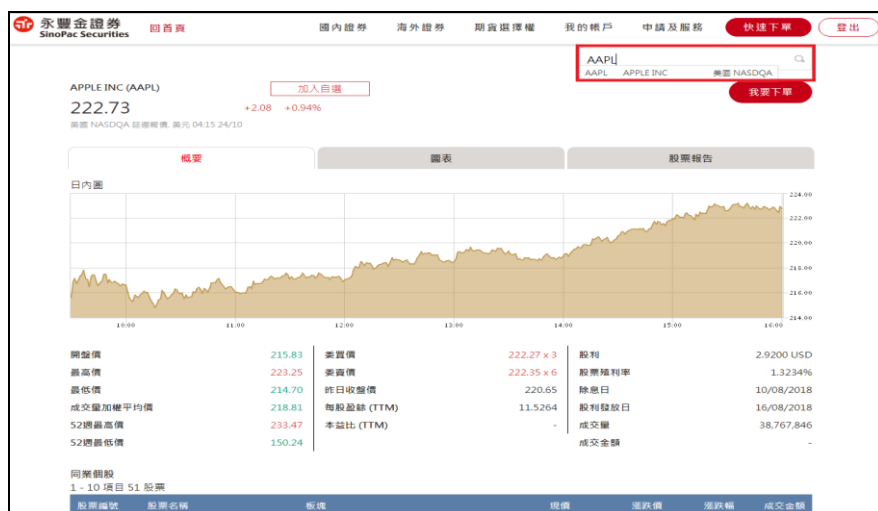 永豐金證券 回首頁 國內證券 海外證券 期貨選擇權 我的帳戶 申請及服務 快速下單 登出
SinoPac Securities
AAPL
AAPL APPLE INC 美國 NASDQA
APPLE INC (AAPL) 加入自選 我要下單
222.73 +2.08 +0.94%
美國 NASDQA 延遲報價, 美元 04:15 24/10
概要 圖表 股票報告
日內圖
224.00
222.00
220.00
218.00
216.00
214.00
10:00 11:00 12:00 13:00 14:00 15:00 16:00
開盤價 215.83 委買價 222.27 x 3 股利 2.9200 USD
最高價 223.25 委賣價 222.35 x 6 股票殖利率 1.3234%
最低價 214.70 昨日收盤價 220.65 除息日 10/08/2018
成交量加權平均價 218.81 每股盈餘 (TTM) 11.5264 股利發放日 16/08/2018
52週最高價 233.47 本益比 (TTM) - 成交量 38,767,846
52週最低價 150.24 成交金額 -
同業個股
1 - 10 項目 51 股票
股票編號 股票名稱 板塊 現價 漲跌價 漲跌幅 成交金額